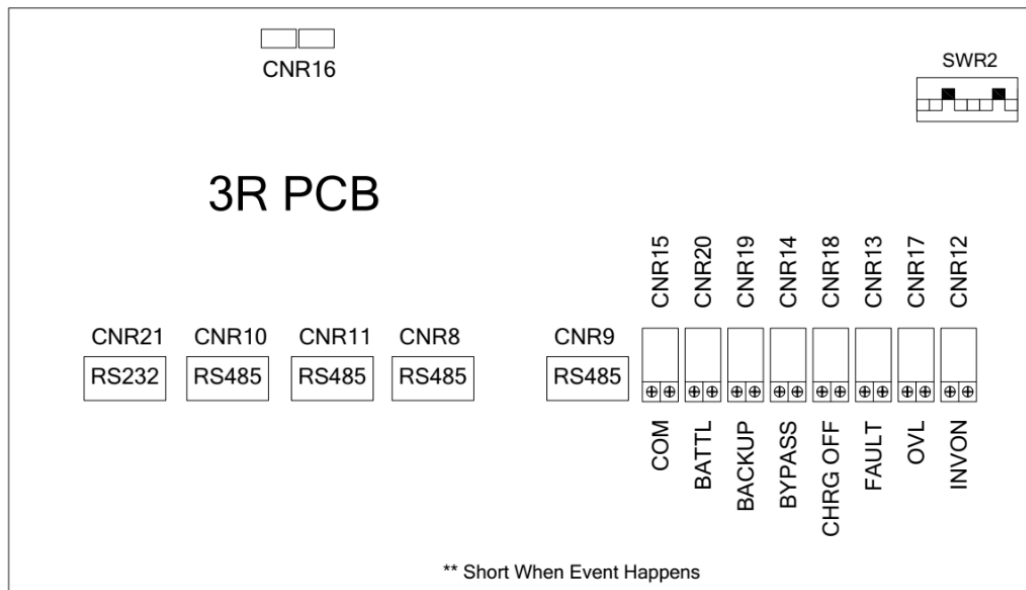 CNR16
SWR2
3R PCB
CNR15 CNR20 CNR19 CNR14 CNR18 CNR13 CNR17 CNR12
CNR21 CNR10 CNR11 CNR8 CNR9
RS232 RS485 RS485 RS485 RS485
COM BATTL BACKUP BYPASS CHRG OFF FAULT OVL INVON
** Short When Event Happens